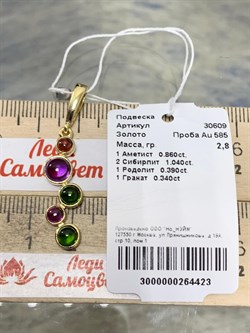 Подвеска
Артикул 30609
Золото Проба Au 585
Масса, гр. 2,8
1 Аметист 0.860ct.
2 Сибирлит 1.040ct.
1 Родолит 0.390ct.
1 Гранат 0.340ct.
3000000264423
Леди
Самоцвет
Леди
Самоцвет